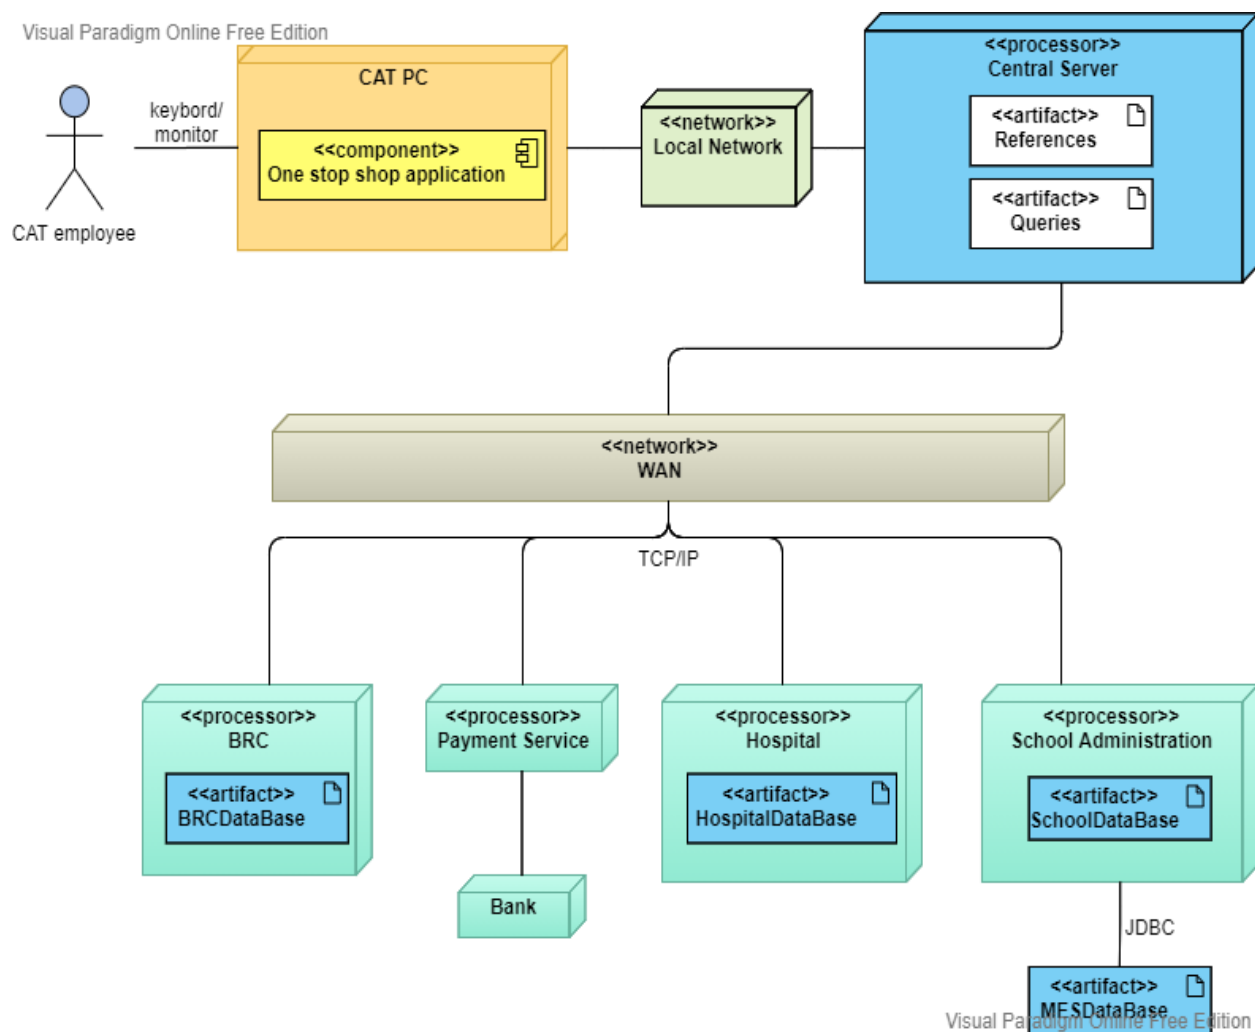 Visual Paradigm Online Free Edition
<<processor>>
Central Server
CAT PC
keybord/
monitor
<<network>>
Local Network
<<artifact>>
References
<<component>>
One stop shop application
<<artifact>>
Queries
CAT employee
<<network>>
WAN
TCP/IP
<<processor>>
BRC
<<artifact>>
BRCDataBase
<<processor>>
Payment Service
Bank
<<processor>>
Hospital
<<artifact>>
HospitalDataBase
<<processor>>
School Administration
<<artifact>>
SchoolDataBase
JDBC
<<artifact>>
MESDataBase
Visual Paradigm Online Free Edition